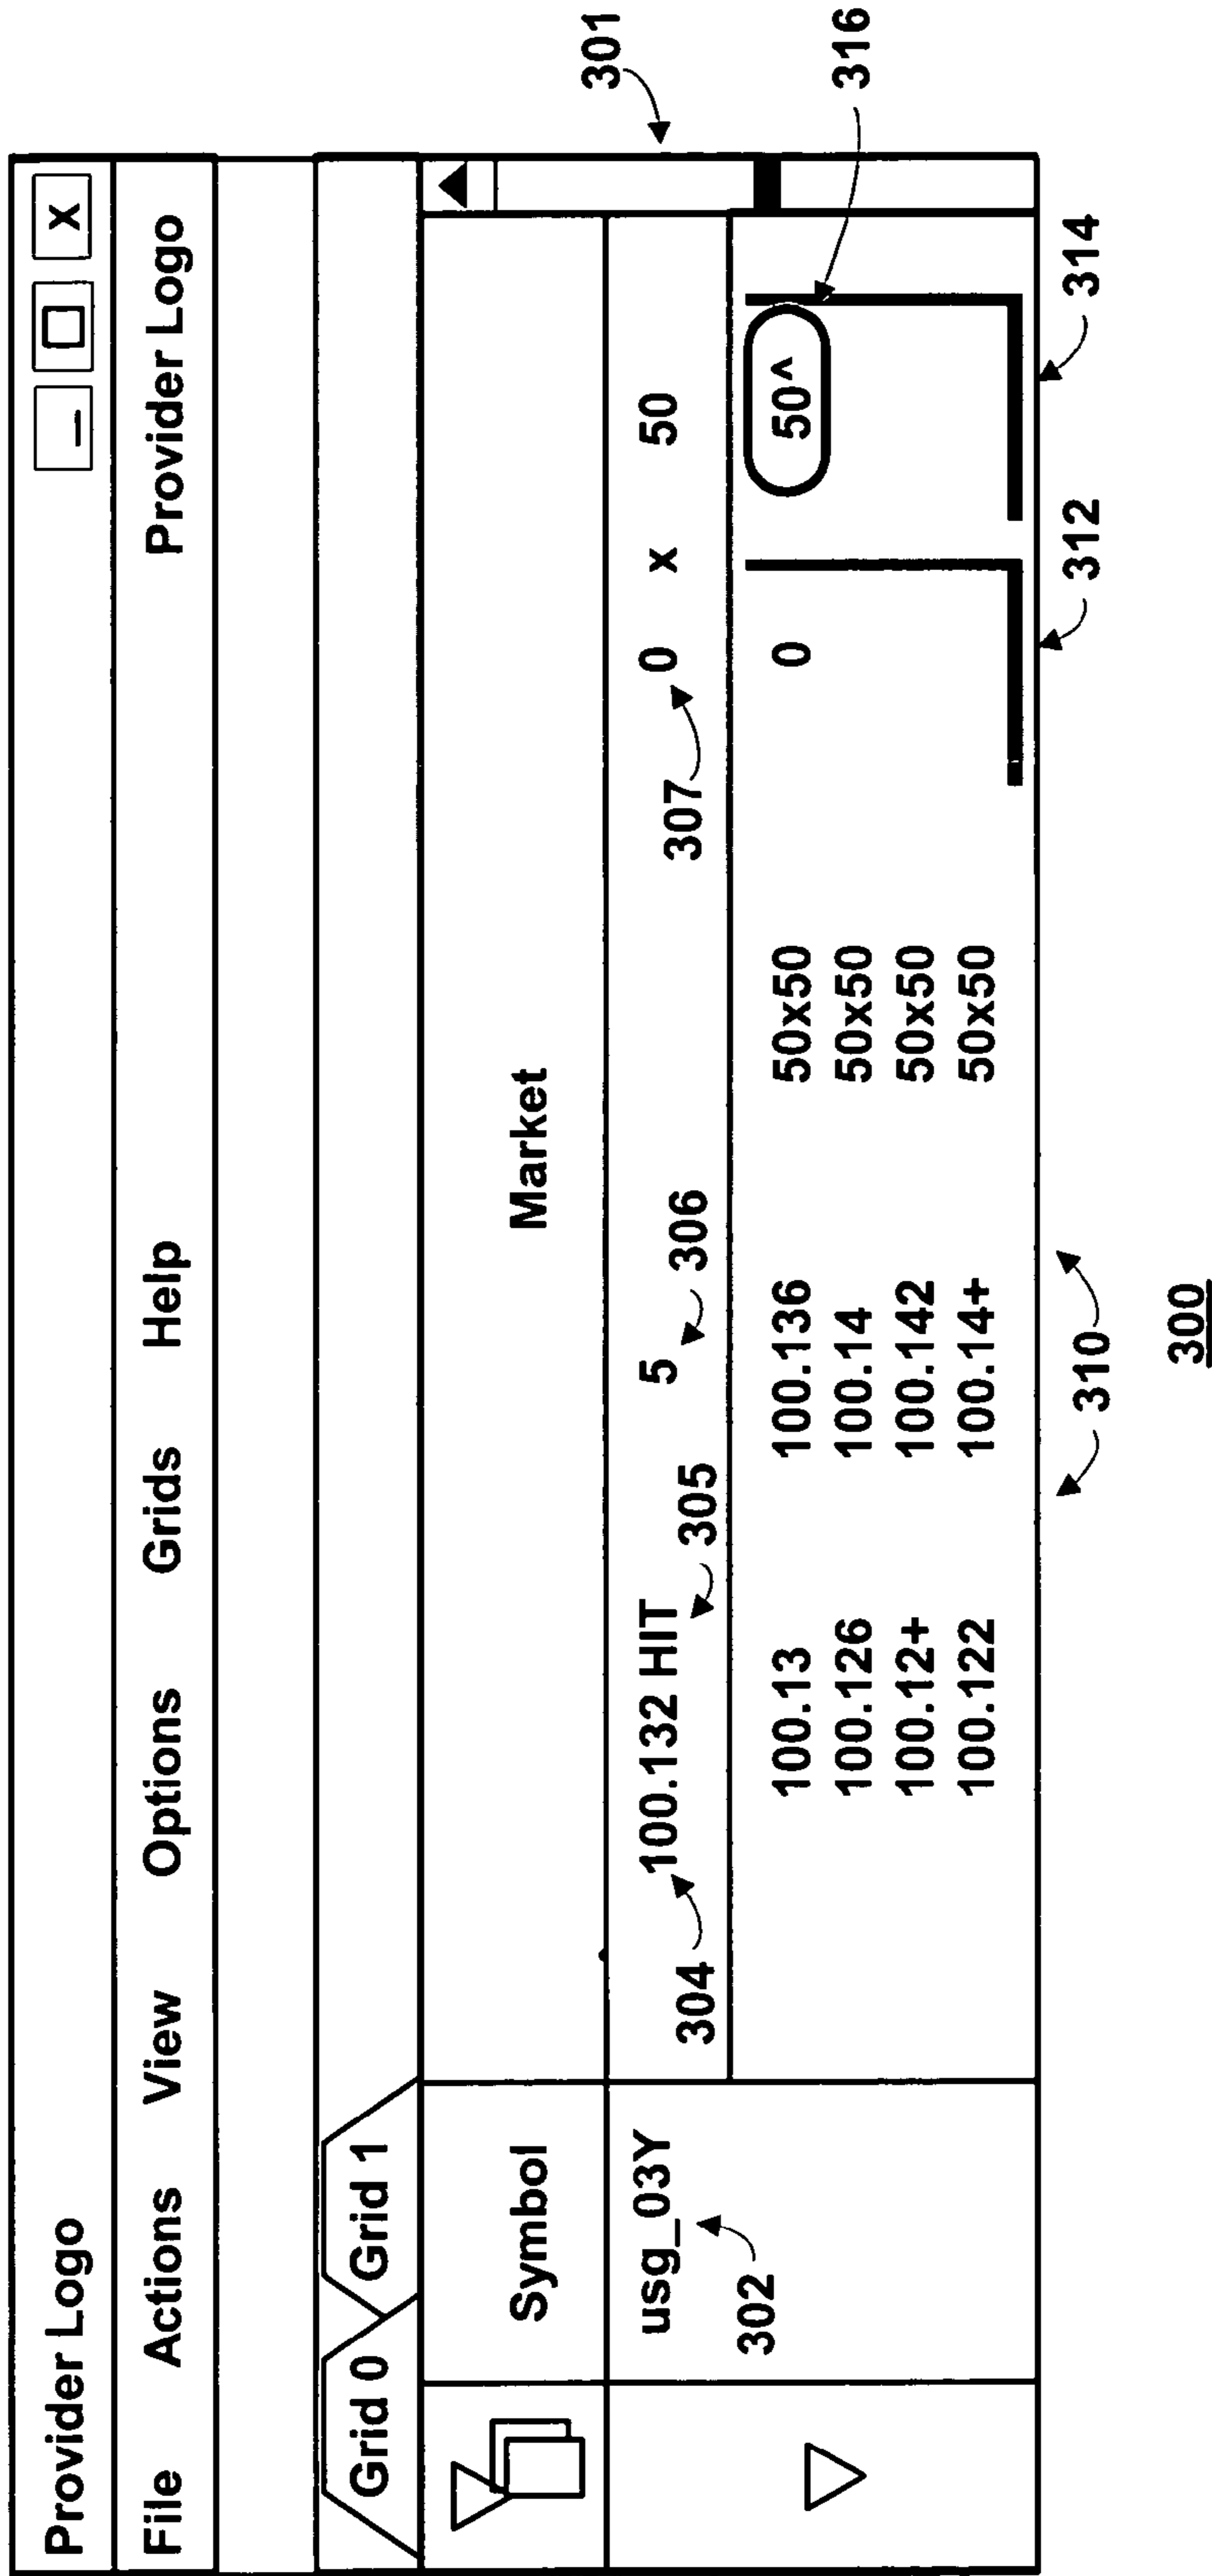 Provider Logo _ X
File Actions View Options Grids Help Provider Logo
Grid 0 Grid 1
Symbol Market
301
usg_03Y 100.132 HIT 5 0 x 50
302 304 305 306 307
100.13 100.136 50x50 0 50^
100.126 100.14 50x50
100.12+ 100.142 50x50
100.122 100.14+ 50x50
316
310 312 314
300